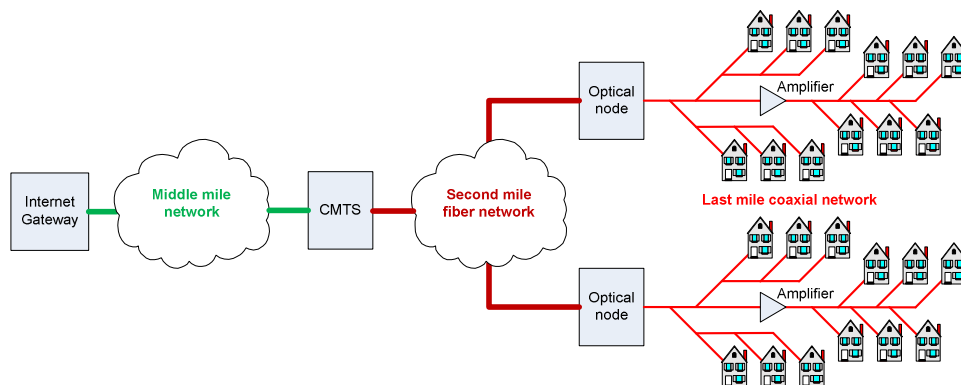 Internet
Gateway
Middle mile
network
CMTS
Second mile
fiber network
Optical
node
Amplifier
Last mile coaxial network
Optical
node
Amplifier